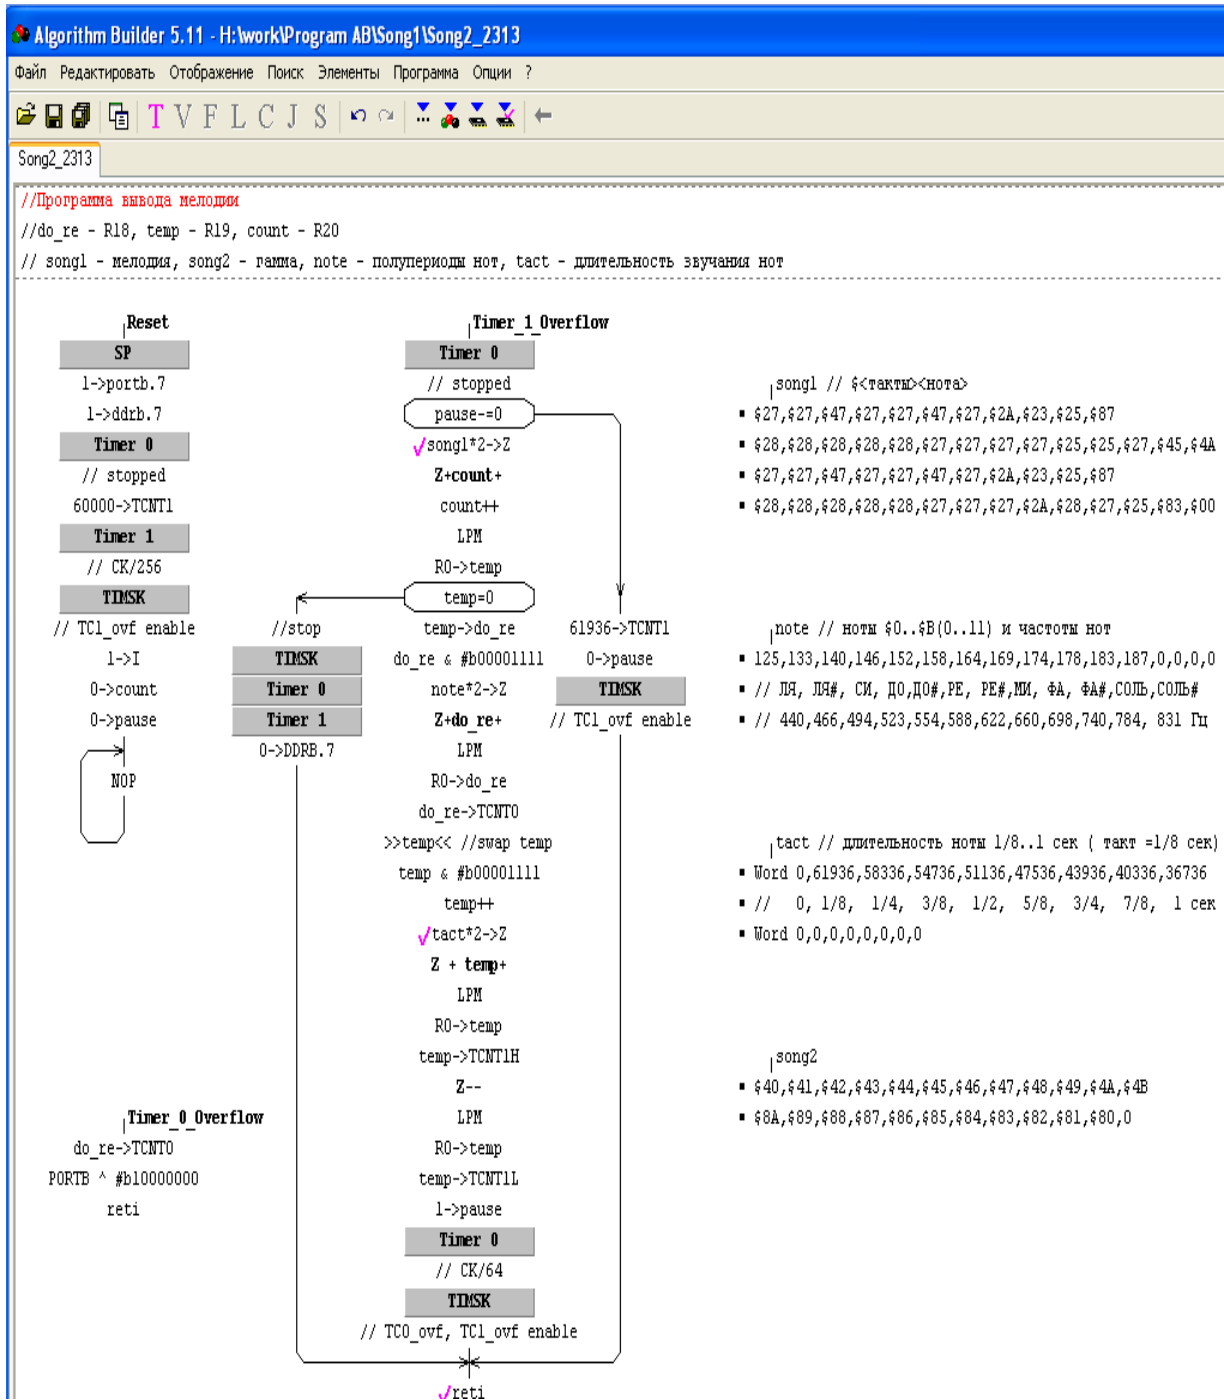 Algorithm Builder 5.11 - H:\work\Program AB\Song1\Song2_2313
Файл Редактировать Отображение Поиск Элементы Программа Опции ?
T V F L C J S
Song2_2313
//Программа вывода мелодии
//do_re - R18, temp - R19, count - R20
// song1 - мелодия, song2 - гамма, note - полупериоды нот, tact - длительность звучания нот
Reset
SP
1->portb.7
1->ddrb.7
Timer 0
// stopped
60000->TCNT1
Timer 1
// CK/256
TIMSK
// TC1_ovf enable
1->I
0->count
0->pause
NOP
Timer_0_Overflow
do_re->TCNT0
PORTB ^ #b10000000
reti
//stop
TIMSK
Timer 0
Timer 1
0->DDRB.7
Timer_1_Overflow
Timer 0
// stopped
pause-=0
song1*2->Z
Z+count+
count++
LPM
R0->temp
temp=0
temp->do_re
do_re & #b00001111
note*2->Z
Z+do_re+
LPM
R0->do_re
do_re->TCNT0
>>temp<< //swap temp
temp & #b00001111
temp++
tact*2->Z
Z + temp+
LPM
R0->temp
temp->TCNT1H
Z--
LPM
R0->temp
temp->TCNT1L
1->pause
Timer 0
// CK/64
TIMSK
// TC0_ovf, TC1_ovf enable
reti
61936->TCNT1
0->pause
TIMSK
// TC1_ovf enable
song1 // $<такты><нота>
$27,$27,$47,$27,$27,$47,$27,$2A,$23,$25,$87
$28,$28,$28,$28,$28,$27,$27,$27,$27,$25,$25,$27,$45,$4A
$27,$27,$47,$27,$27,$47,$27,$2A,$23,$25,$87
$28,$28,$28,$28,$28,$27,$27,$27,$2A,$28,$27,$25,$83,$00
note // ноты $0..$B(0..11) и частоты нот
125,133,140,146,152,158,164,169,174,178,183,187,0,0,0,0
// ЛЯ, ЛЯ#, СИ, ДО,ДО#,РЕ, РЕ#,МИ, ФА, ФА#,СОЛЬ,СОЛЬ#
// 440,466,494,523,554,588,622,660,698,740,784, 831 Гц
tact // длительность ноты 1/8..1 сек ( такт =1/8 сек)
Word 0,61936,58336,54736,51136,47536,43936,40336,36736
// 0, 1/8, 1/4, 3/8, 1/2, 5/8, 3/4, 7/8, 1 сек
Word 0,0,0,0,0,0,0,0
song2
$40,$41,$42,$43,$44,$45,$46,$47,$48,$49,$4A,$4B
$8A,$89,$88,$87,$86,$85,$84,$83,$82,$81,$80,0